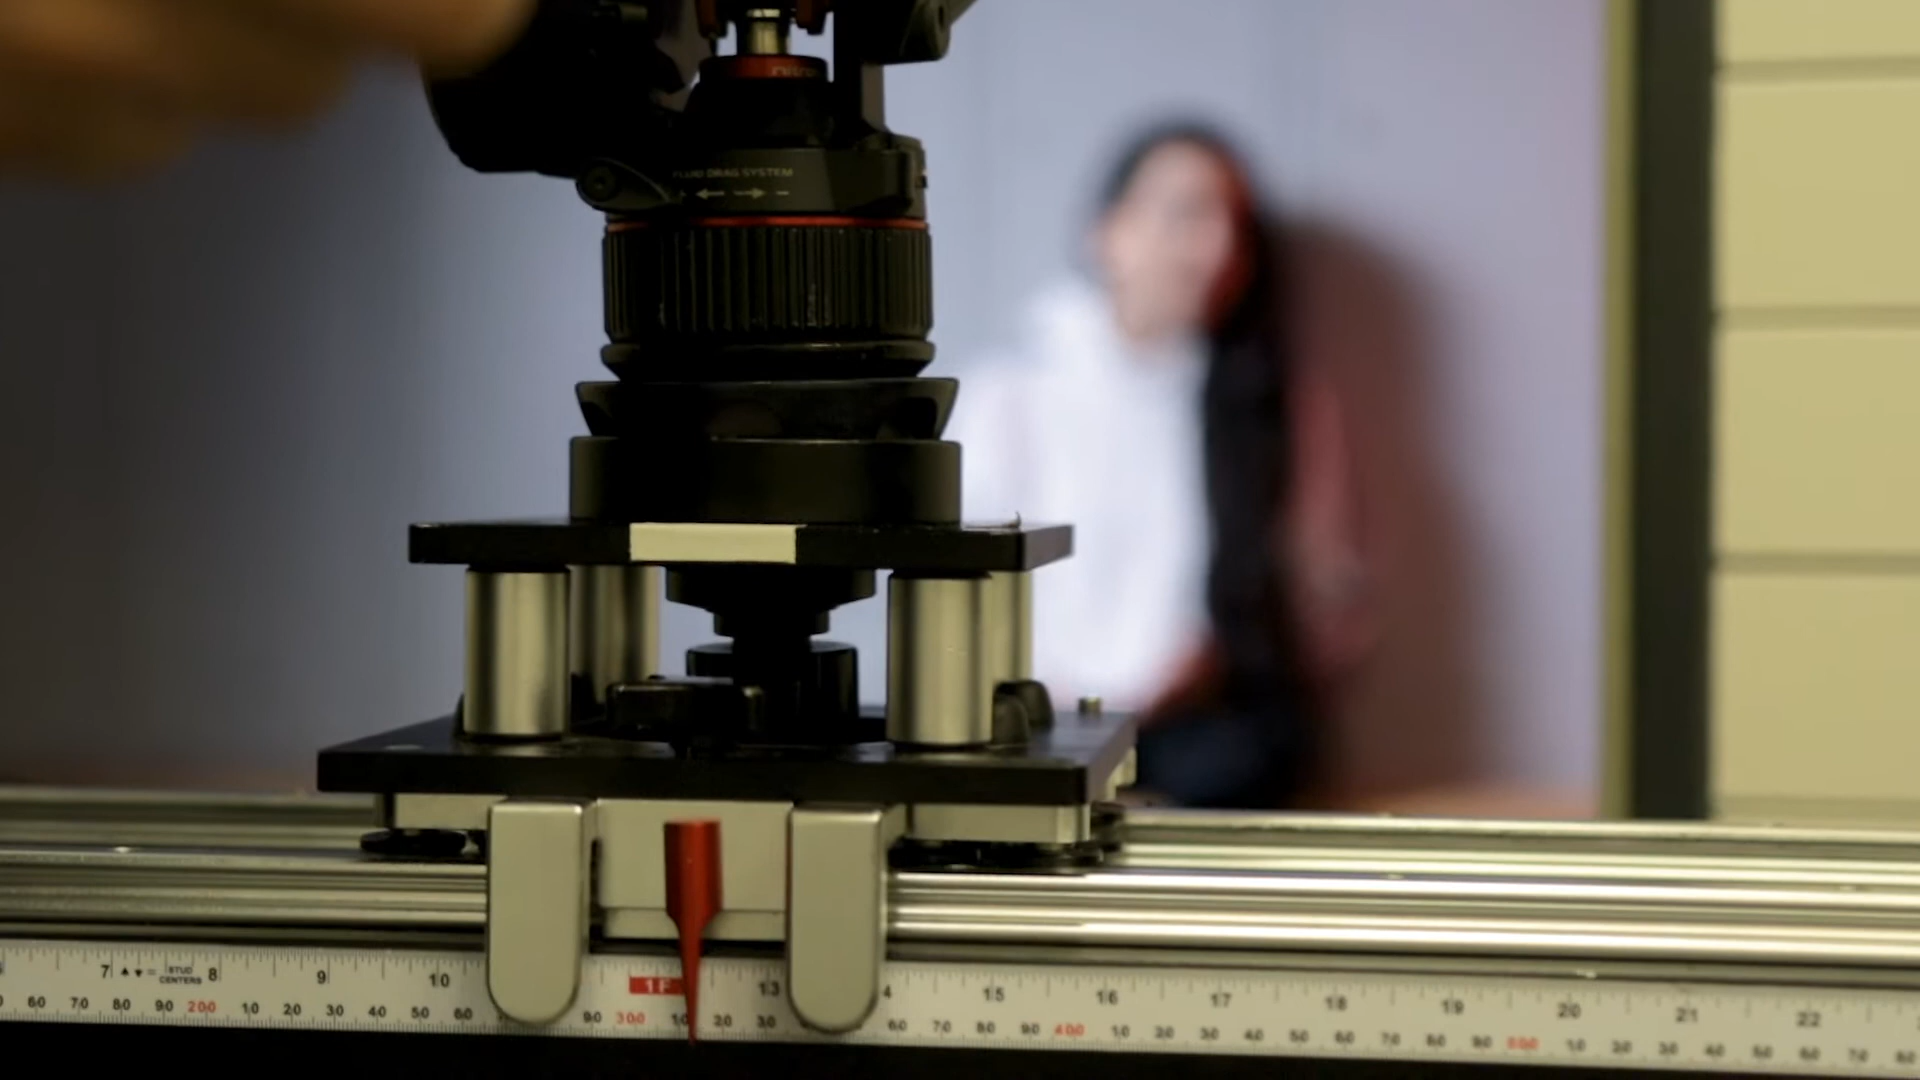 FLUID DRAG SYSTEM
+ ← → −
7 ▲▼= STUD CENTERS 8 9 10 1F 13 4 15 16 17 18 19 20 21 22
60 70 80 90 200 10 20 30 40 50 60 90 300 10 20 30 60 70 80 90 400 10 20 30 40 50 60 70 80 90 500 10 20 30 40 50 60 70 80